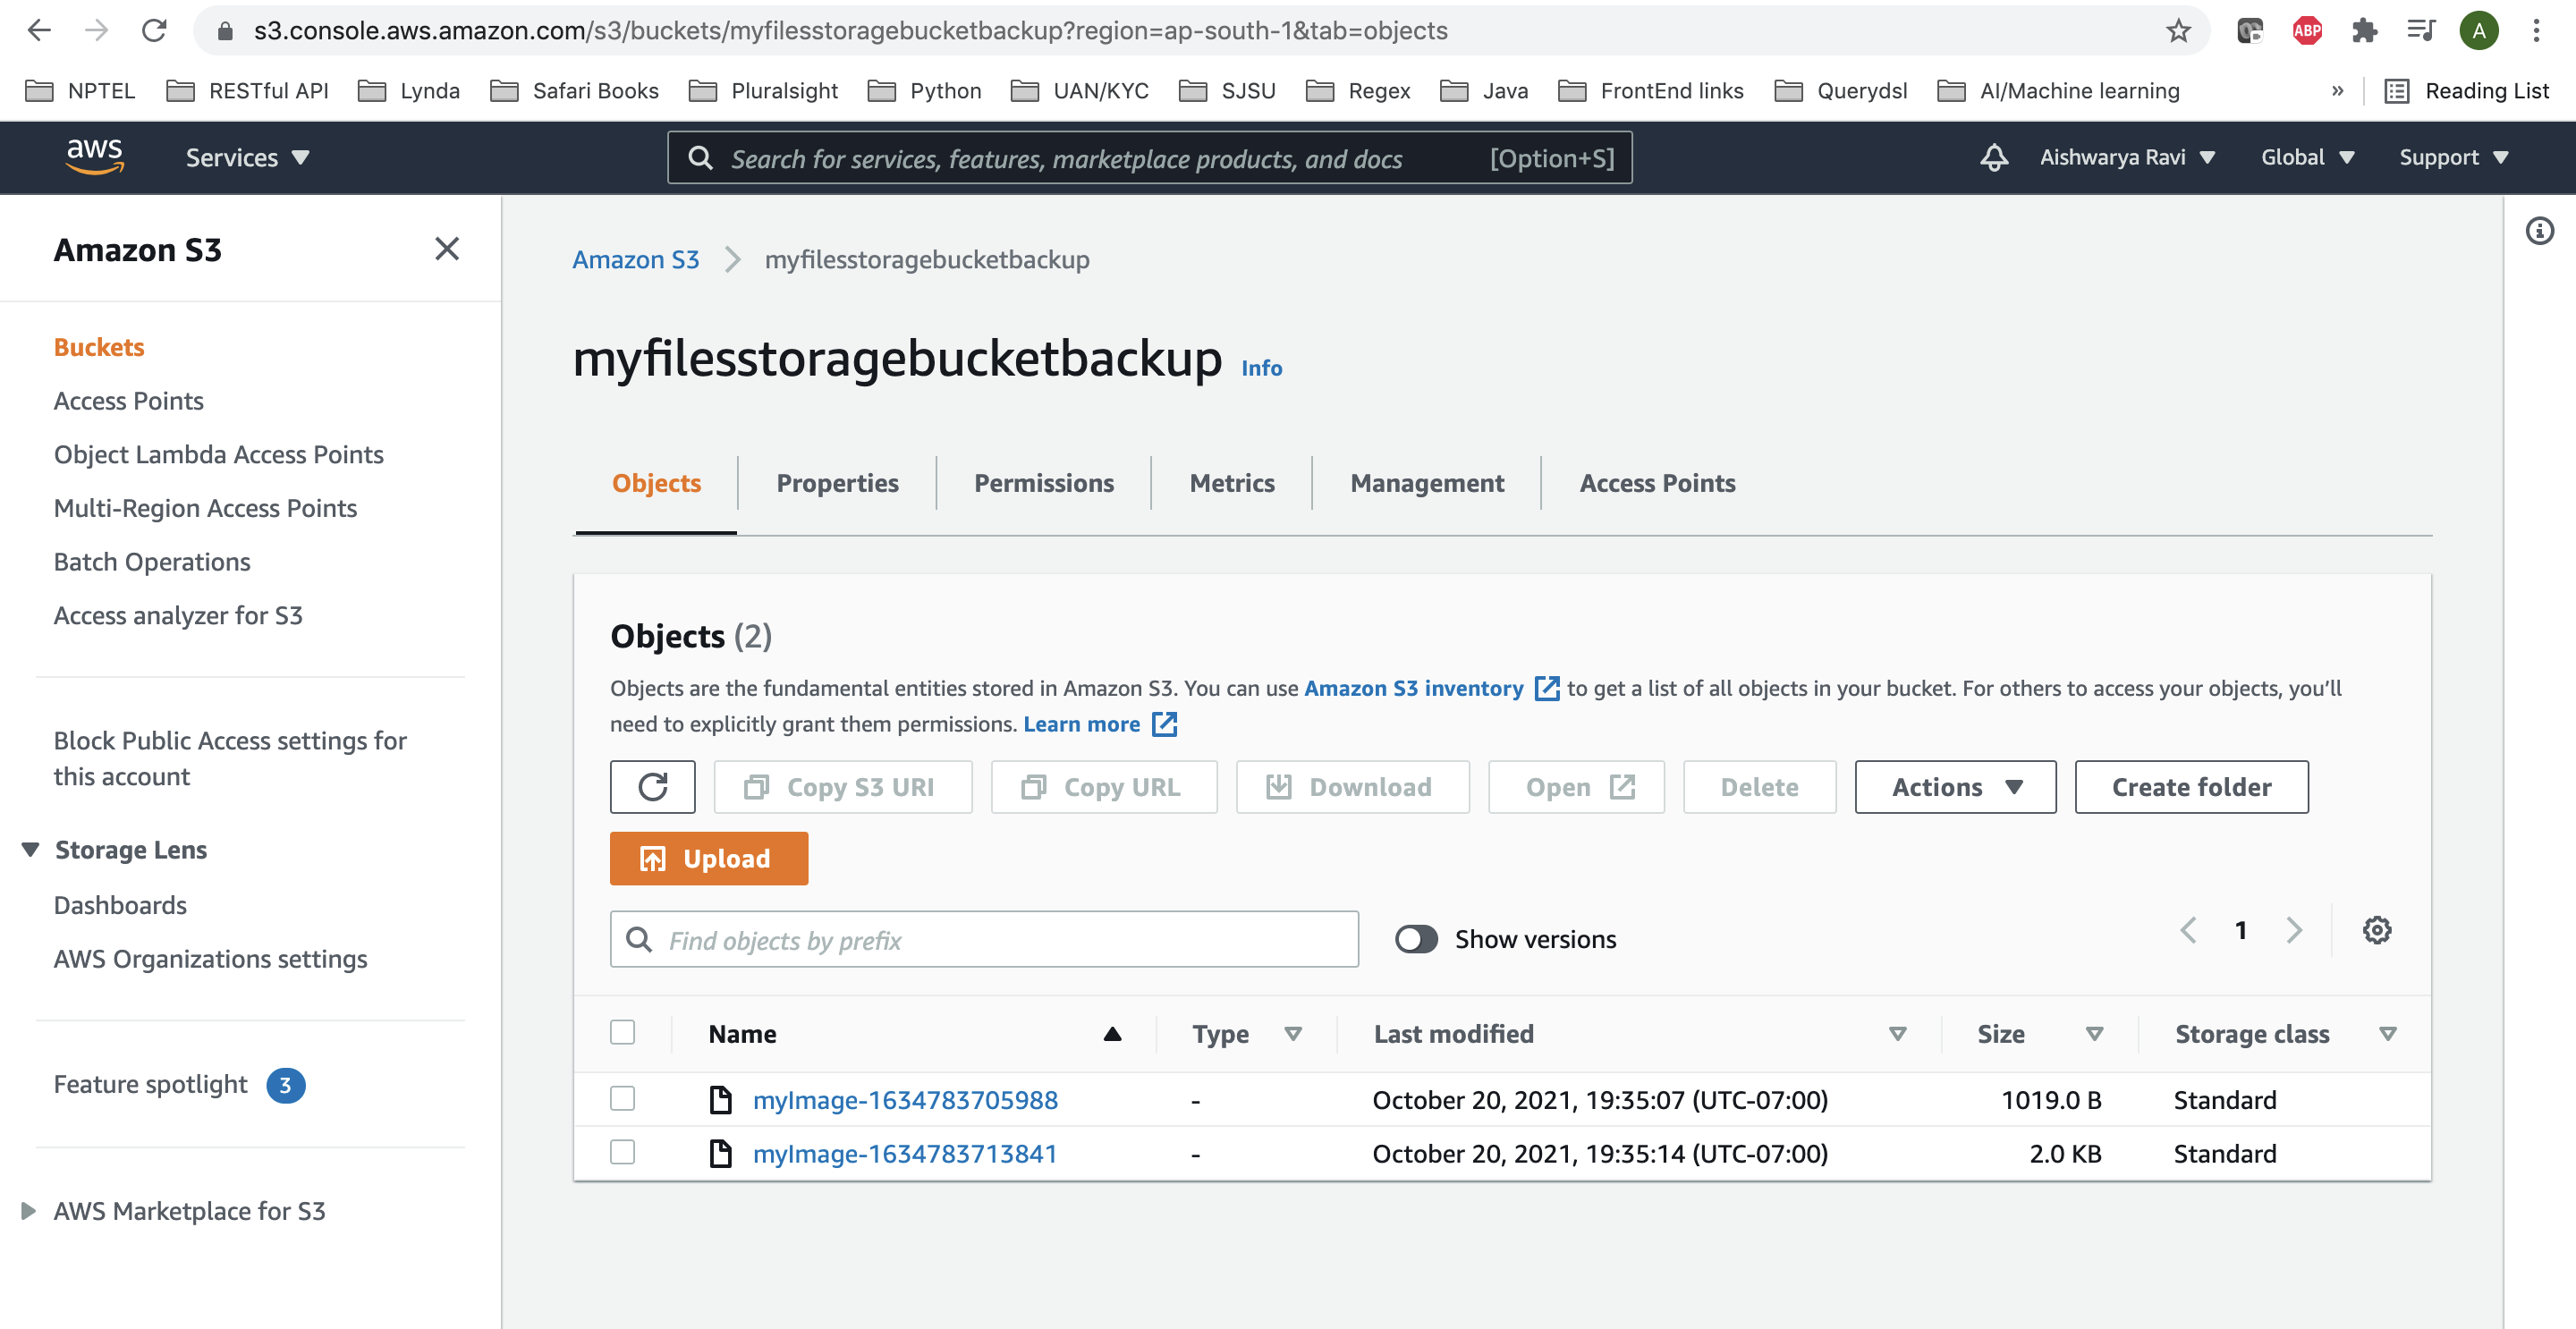 s3.console.aws.amazon.com/s3/buckets/myfilesstoragebucketbackup?region=ap-south-1&tab=objects
ABP
A
NPTEL RESTful API Lynda Safari Books Pluralsight Python UAN/KYC SJSU Regex Java FrontEnd links Querydsl AI/Machine learning » Reading List
aws Services Search for services, features, marketplace products, and docs [Option+S] Aishwarya Ravi Global Support
Amazon S3
Buckets
Access Points
Object Lambda Access Points
Multi-Region Access Points
Batch Operations
Access analyzer for S3
Block Public Access settings for
this account
Storage Lens
Dashboards
AWS Organizations settings
Feature spotlight 3
AWS Marketplace for S3
Amazon S3 myfilesstoragebucketbackup
myfilesstoragebucketbackup Info
Objects Properties Permissions Metrics Management Access Points
Objects (2)
Objects are the fundamental entities stored in Amazon S3. You can use Amazon S3 inventory to get a list of all objects in your bucket. For others to access your objects, you’ll
need to explicitly grant them permissions. Learn more
Copy S3 URI Copy URL Download Open Delete Actions Create folder
Upload
Find objects by prefix Show versions 1
Name Type Last modified Size Storage class
myImage-1634783705988 - October 20, 2021, 19:35:07 (UTC-07:00) 1019.0 B Standard
myImage-1634783713841 - October 20, 2021, 19:35:14 (UTC-07:00) 2.0 KB Standard